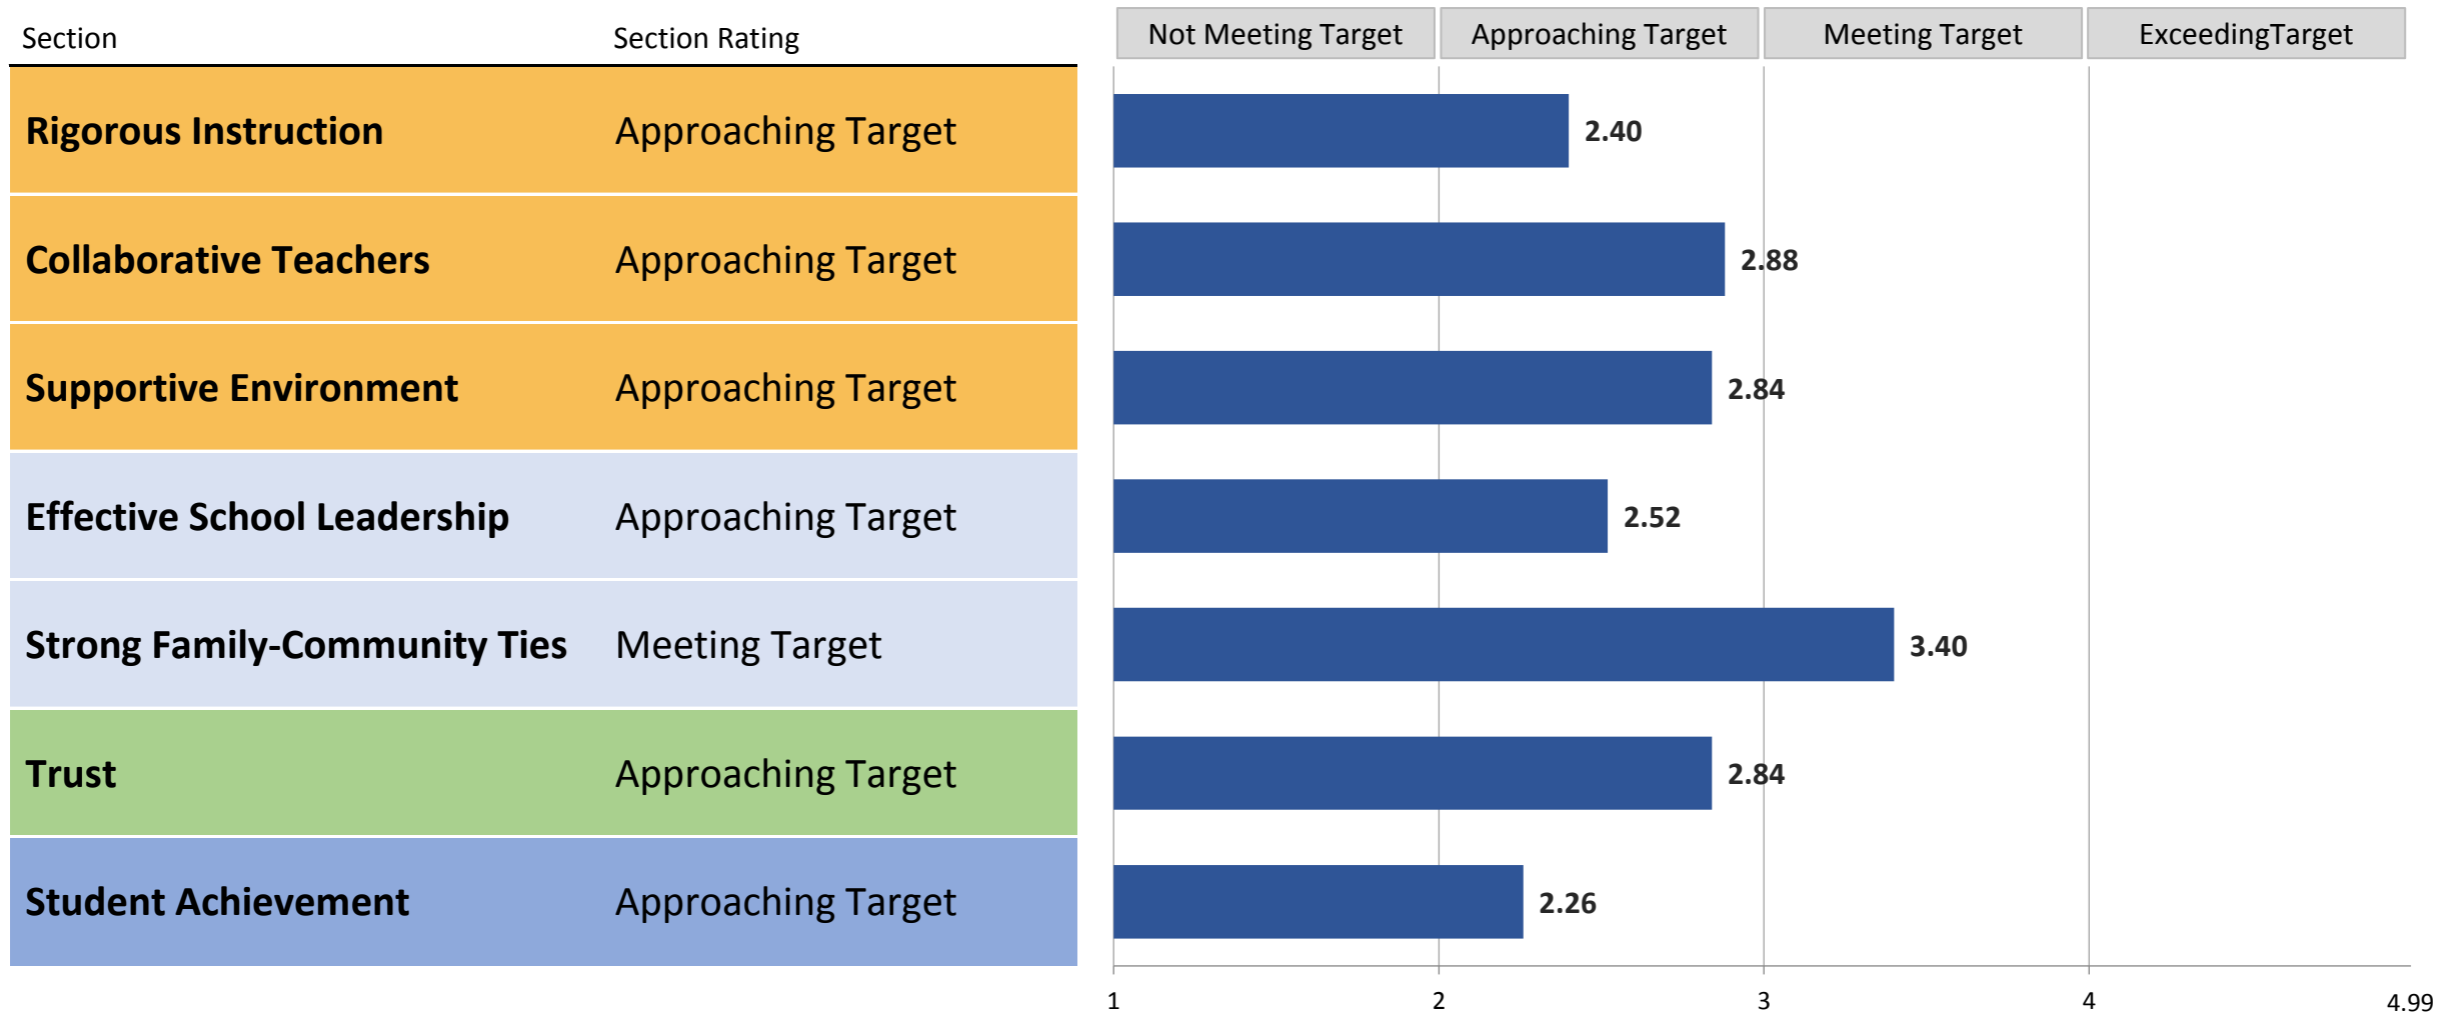 Section Section Rating Not Meeting Target Approaching Target Meeting Target ExceedingTarget
Rigorous Instruction Approaching Target 2.40
Collaborative Teachers Approaching Target 2.88
Supportive Environment Approaching Target 2.84
Effective School Leadership Approaching Target 2.52
Strong Family-Community Ties Meeting Target 3.40
Trust Approaching Target 2.84
Student Achievement Approaching Target 2.26
1 2 3 4 4.99